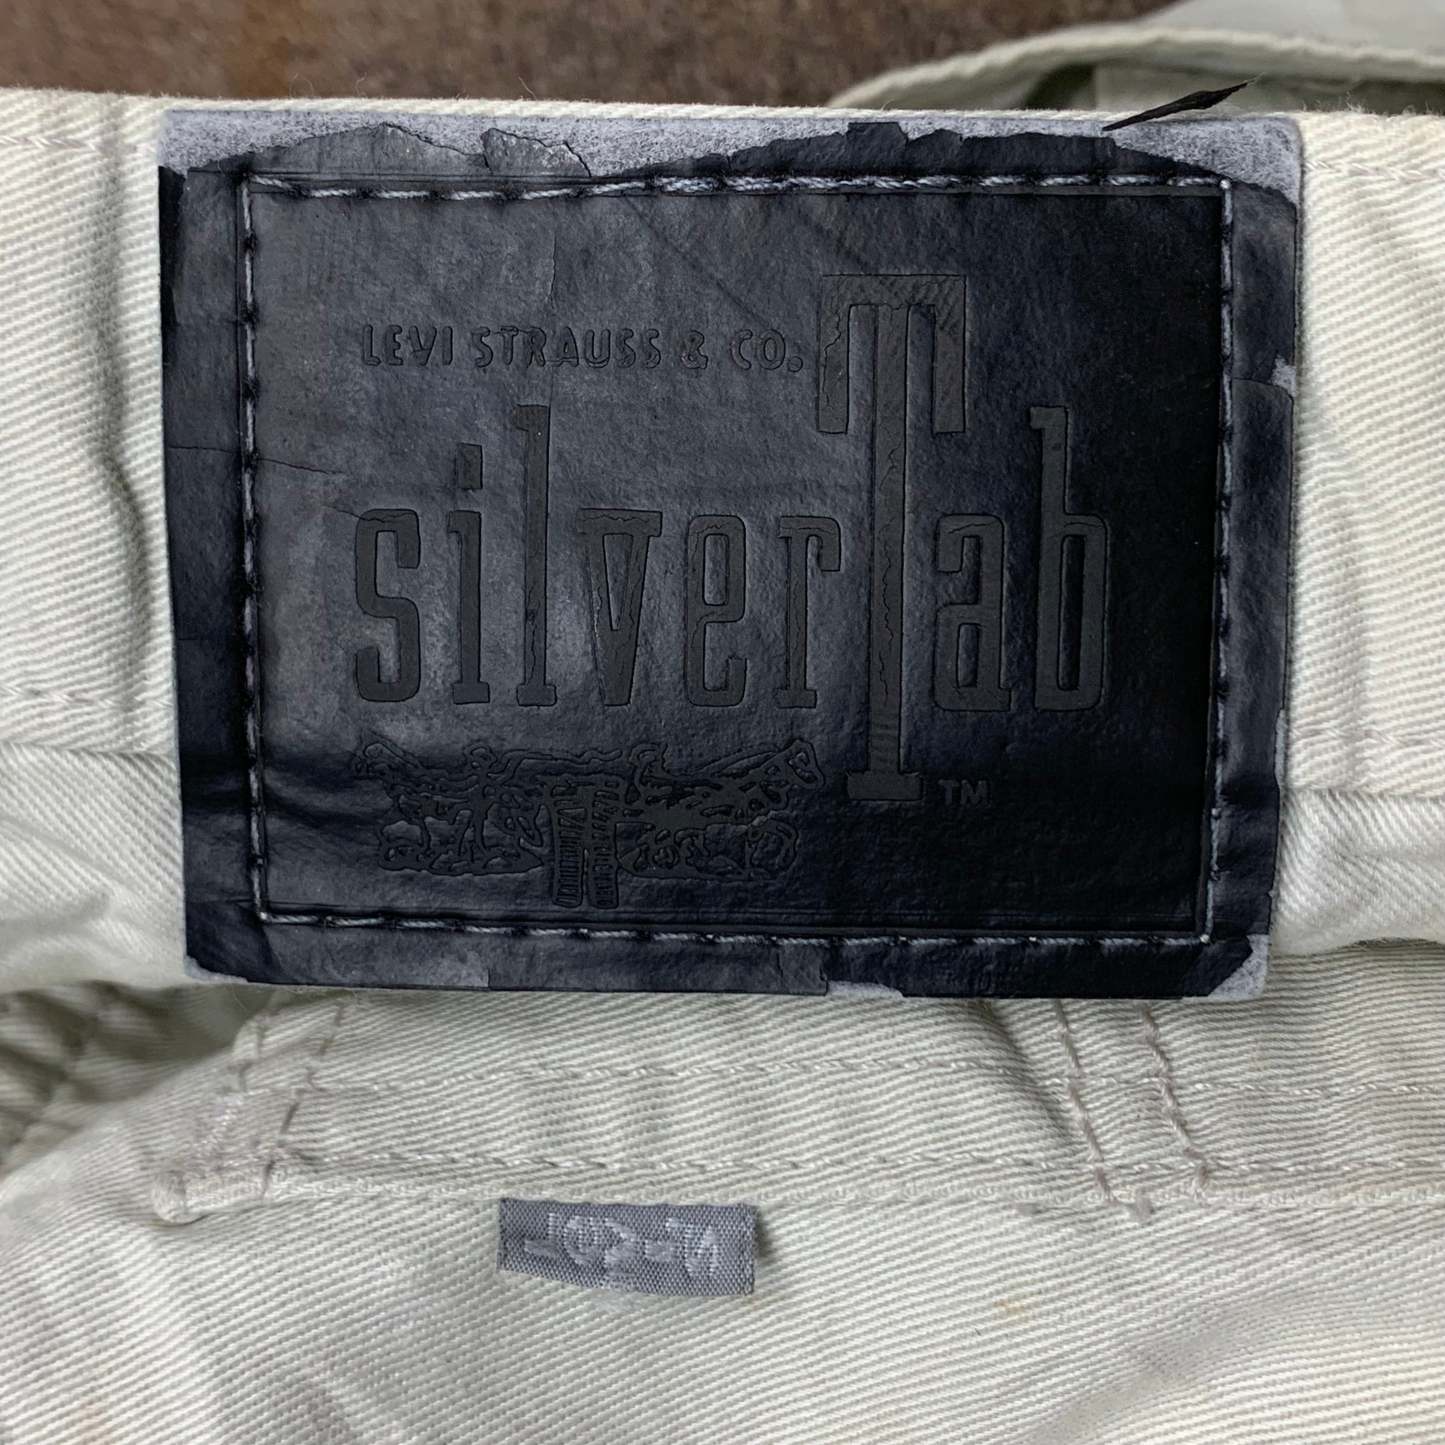 LEVI STRAUSS & CO.
silverTab
TM